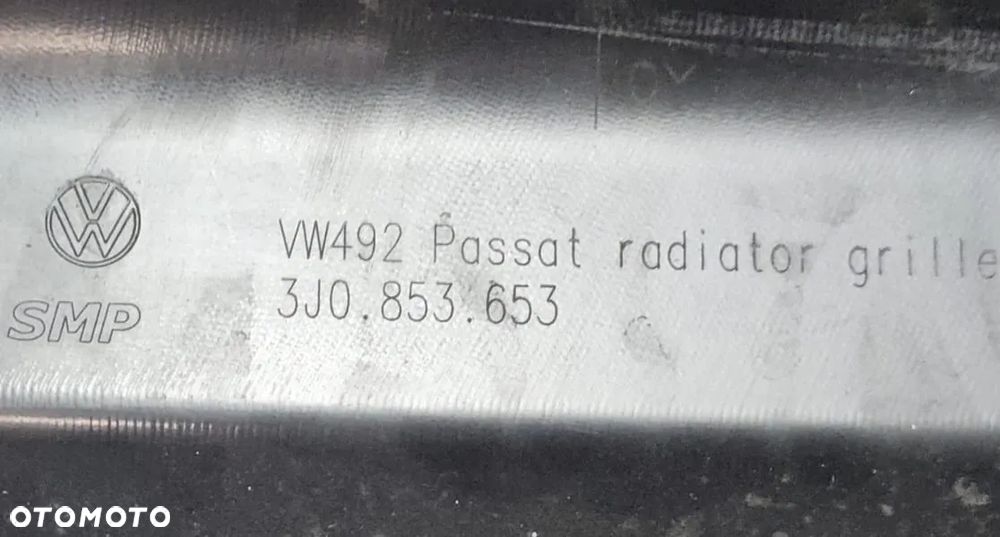 VW492 Passat radiator grille
3J0.853.653
SMP
OTOMOTO